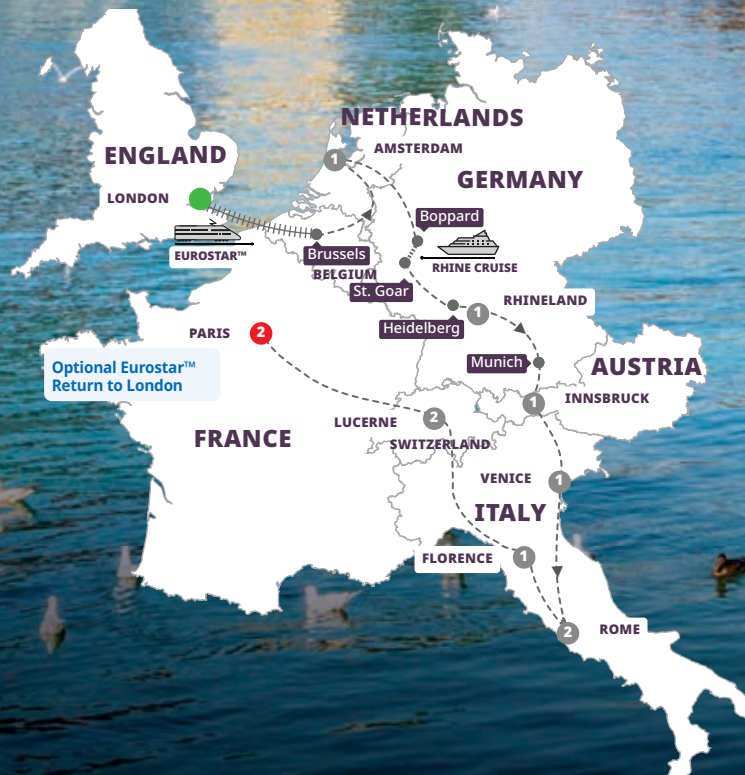 NETHERLANDS
AMSTERDAM
1
ENGLAND
GERMANY
LONDON
Boppard
EUROSTAR™
Brussels
BELGIUM
RHINE CRUISE
St. Goar
RHINELAND
1
Heidelberg
PARIS
2
Munich
AUSTRIA
Optional Eurostar™
Return to London
INNSBRUCK
1
LUCERNE
2
SWITZERLAND
FRANCE
VENICE
1
ITALY
FLORENCE
1
ROME
2